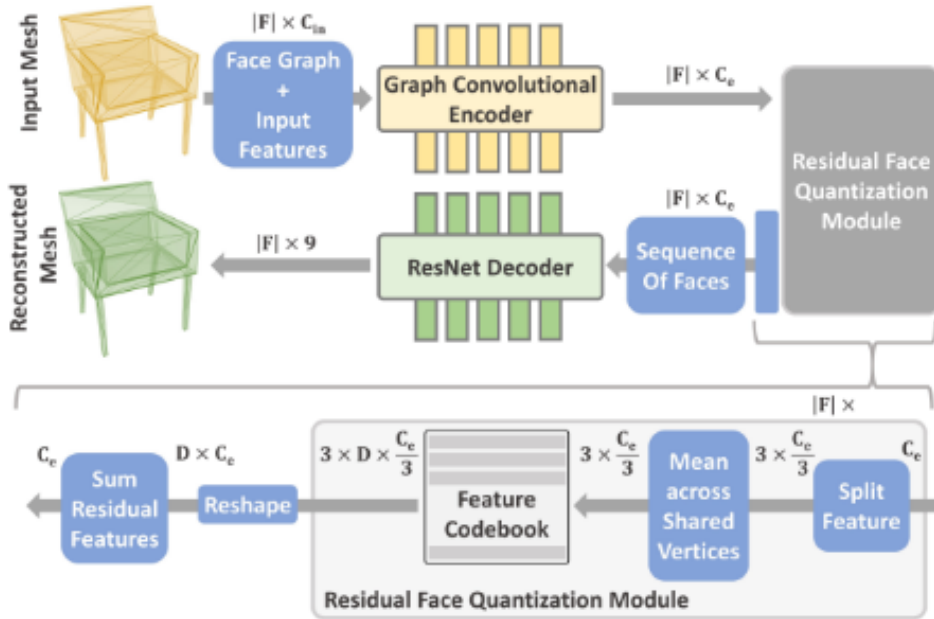 Input Mesh
|F| × C_in
Face Graph
+
Input
Features
Graph Convolutional
Encoder
|F| × C_e
Residual Face
Quantization
Module
Reconstructed
Mesh
|F| × 9
ResNet Decoder
|F| × C_e
Sequence
Of Faces
|F| ×
C_e
Sum
Residual
Features
D × C_e
Reshape
3 × D × C_e/3
Feature
Codebook
3 × C_e/3
Mean
across
Shared
Vertices
3 × C_e/3
Split
Feature
C_e
Residual Face Quantization Module